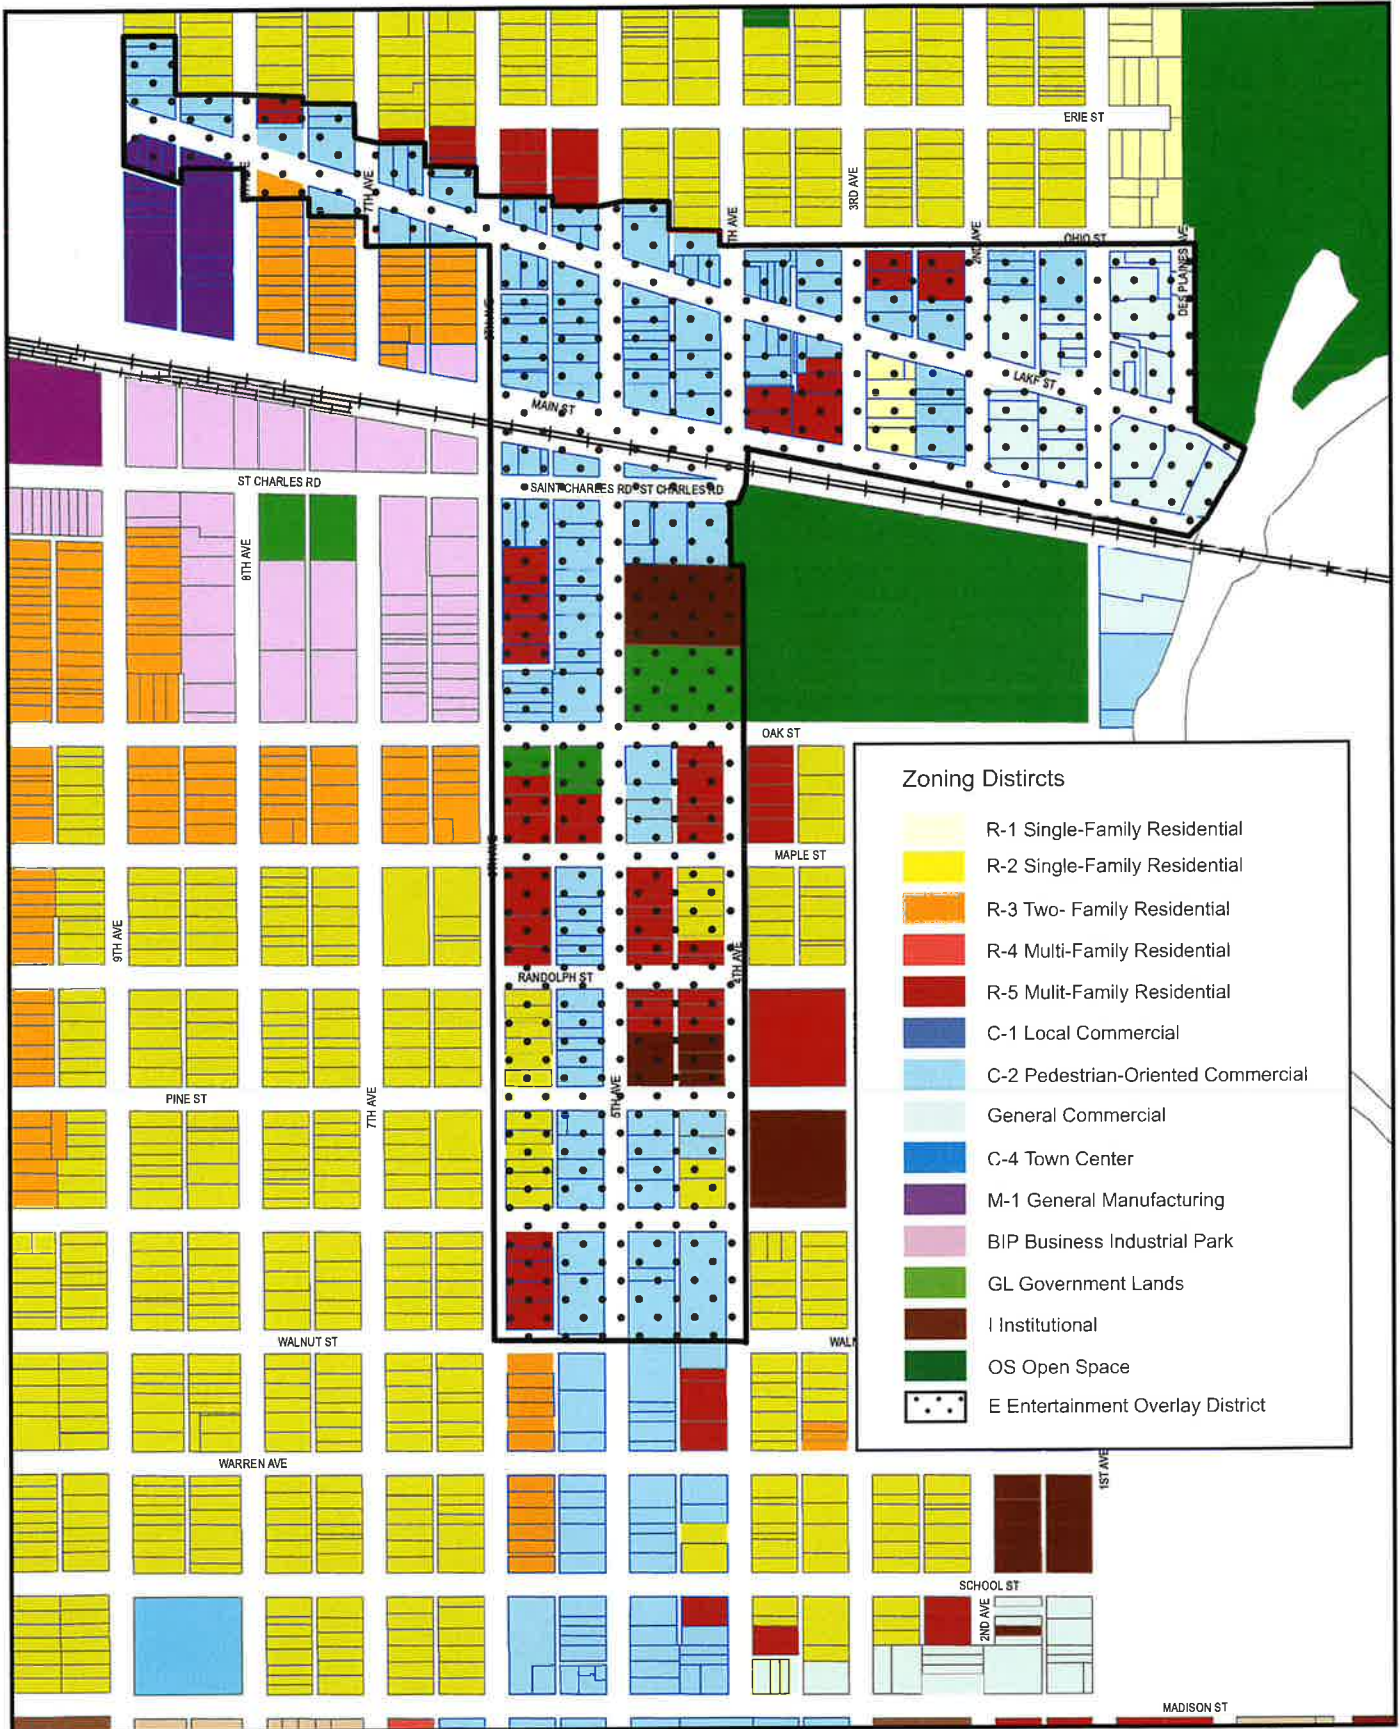 ERIE ST
3RD AVE
7TH AVE
2ND AVE
OHIO ST
DES PLAINES AVE
LAKE ST
MAIN ST
ST CHARLES RD
SAINT CHARLES RD ST CHARLES RD
8TH AVE
OAK ST
MAPLE ST
9TH AVE
4TH AVE
RANDOLPH ST
5TH AVE
PINE ST
7TH AVE
WALNUT ST
WARREN AVE
1ST AVE
SCHOOL ST
2ND AVE
MADISON ST
Zoning Distircts
R-1 Single-Family Residential
R-2 Single-Family Residential
R-3 Two- Family Residential
R-4 Multi-Family Residential
R-5 Mulit-Family Residential
C-1 Local Commercial
C-2 Pedestrian-Oriented Commercial
General Commercial
C-4 Town Center
M-1 General Manufacturing
BIP Business Industrial Park
GL Government Lands
I Institutional
OS Open Space
E Entertainment Overlay District